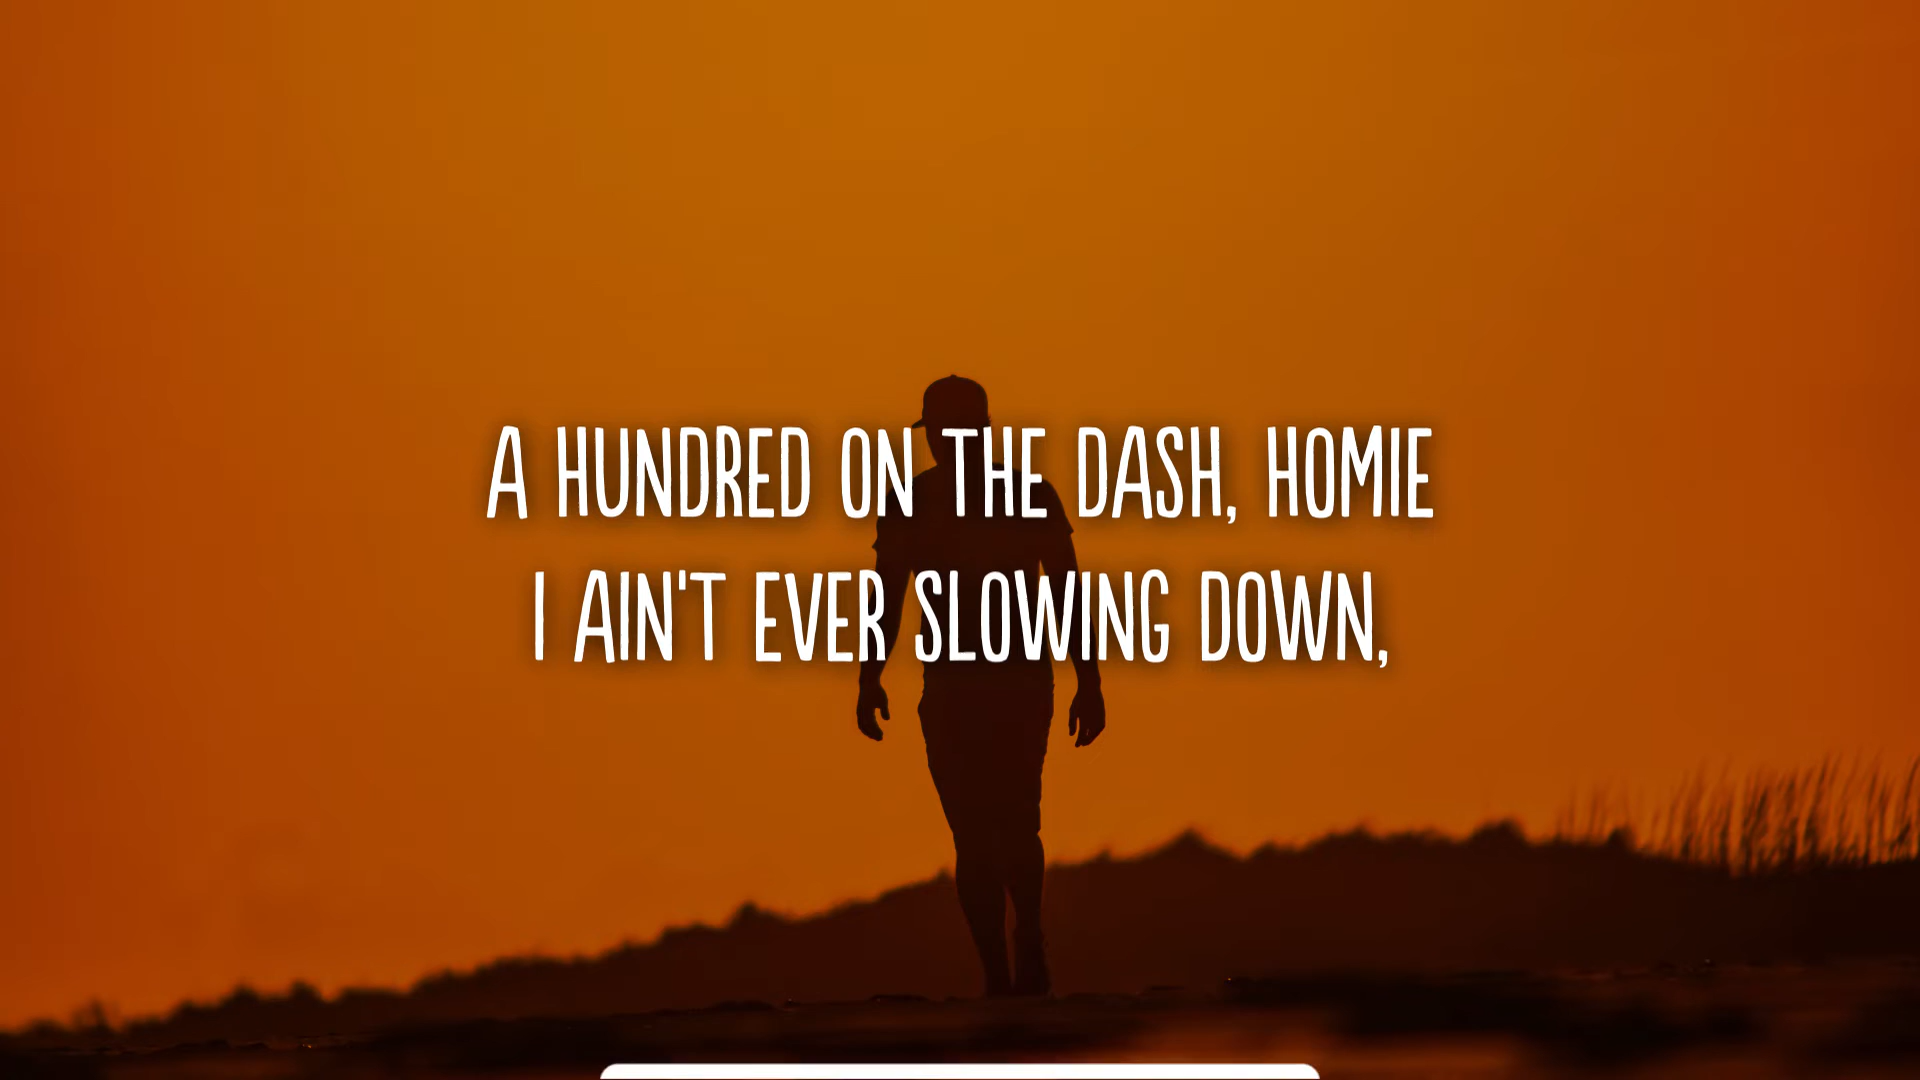 A HUNDRED ON THE DASH, HOMIE
I AIN'T EVER SLOWING DOWN,